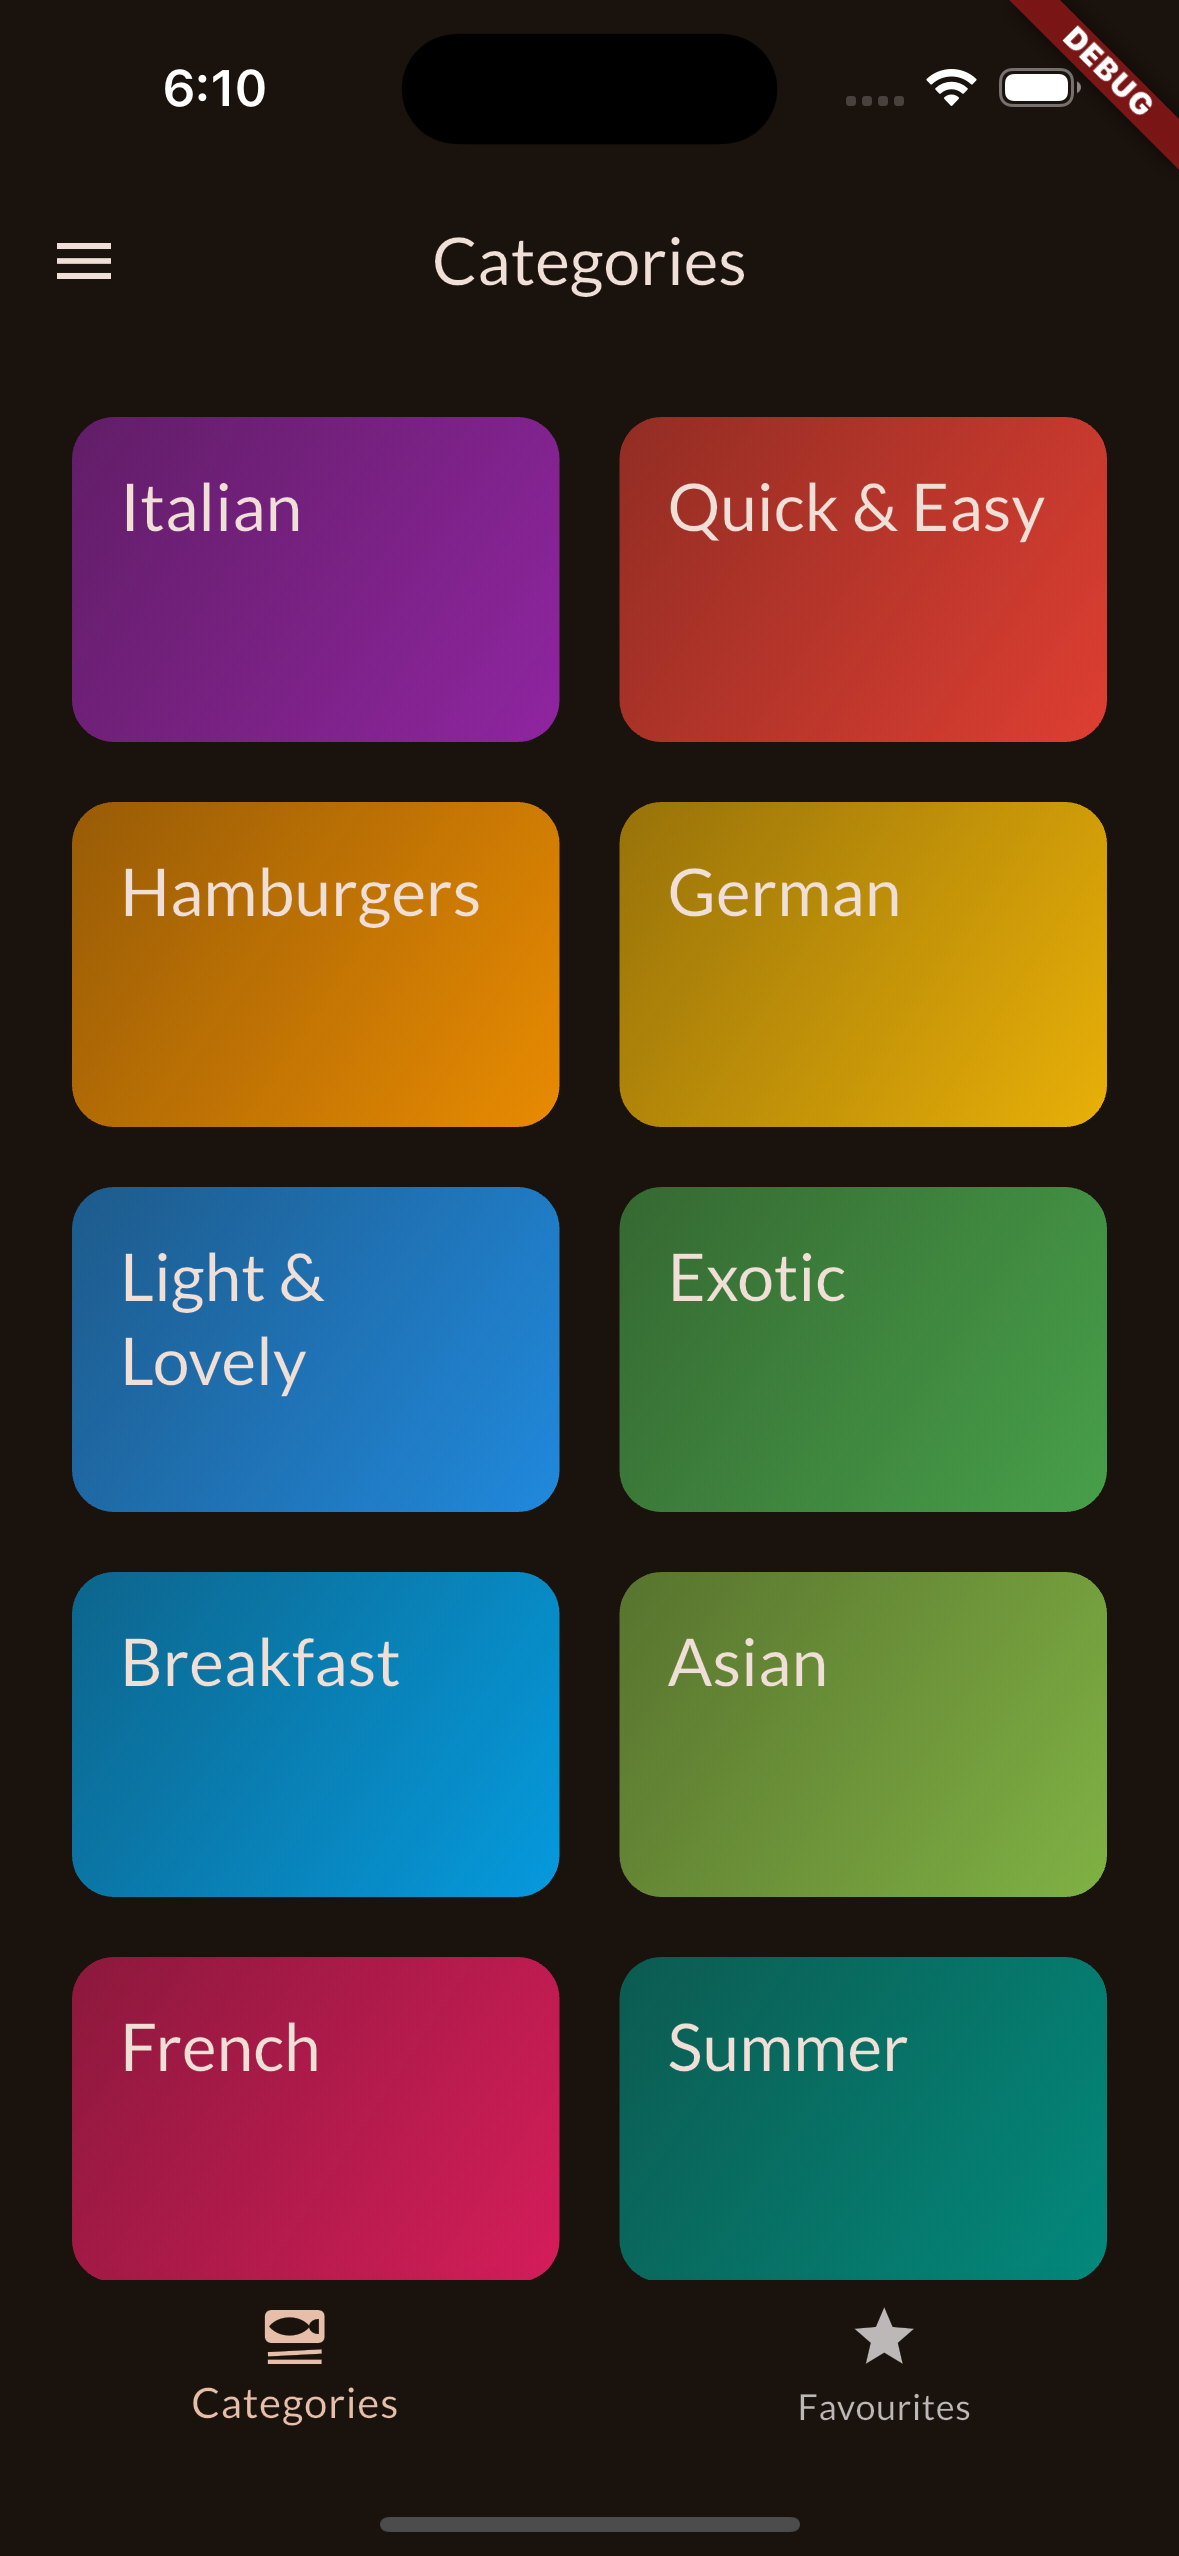 6:10
DEBUG
Categories
Italian
Quick & Easy
Hamburgers
German
Light &
Lovely
Exotic
Breakfast
Asian
French
Summer
Categories
Favourites